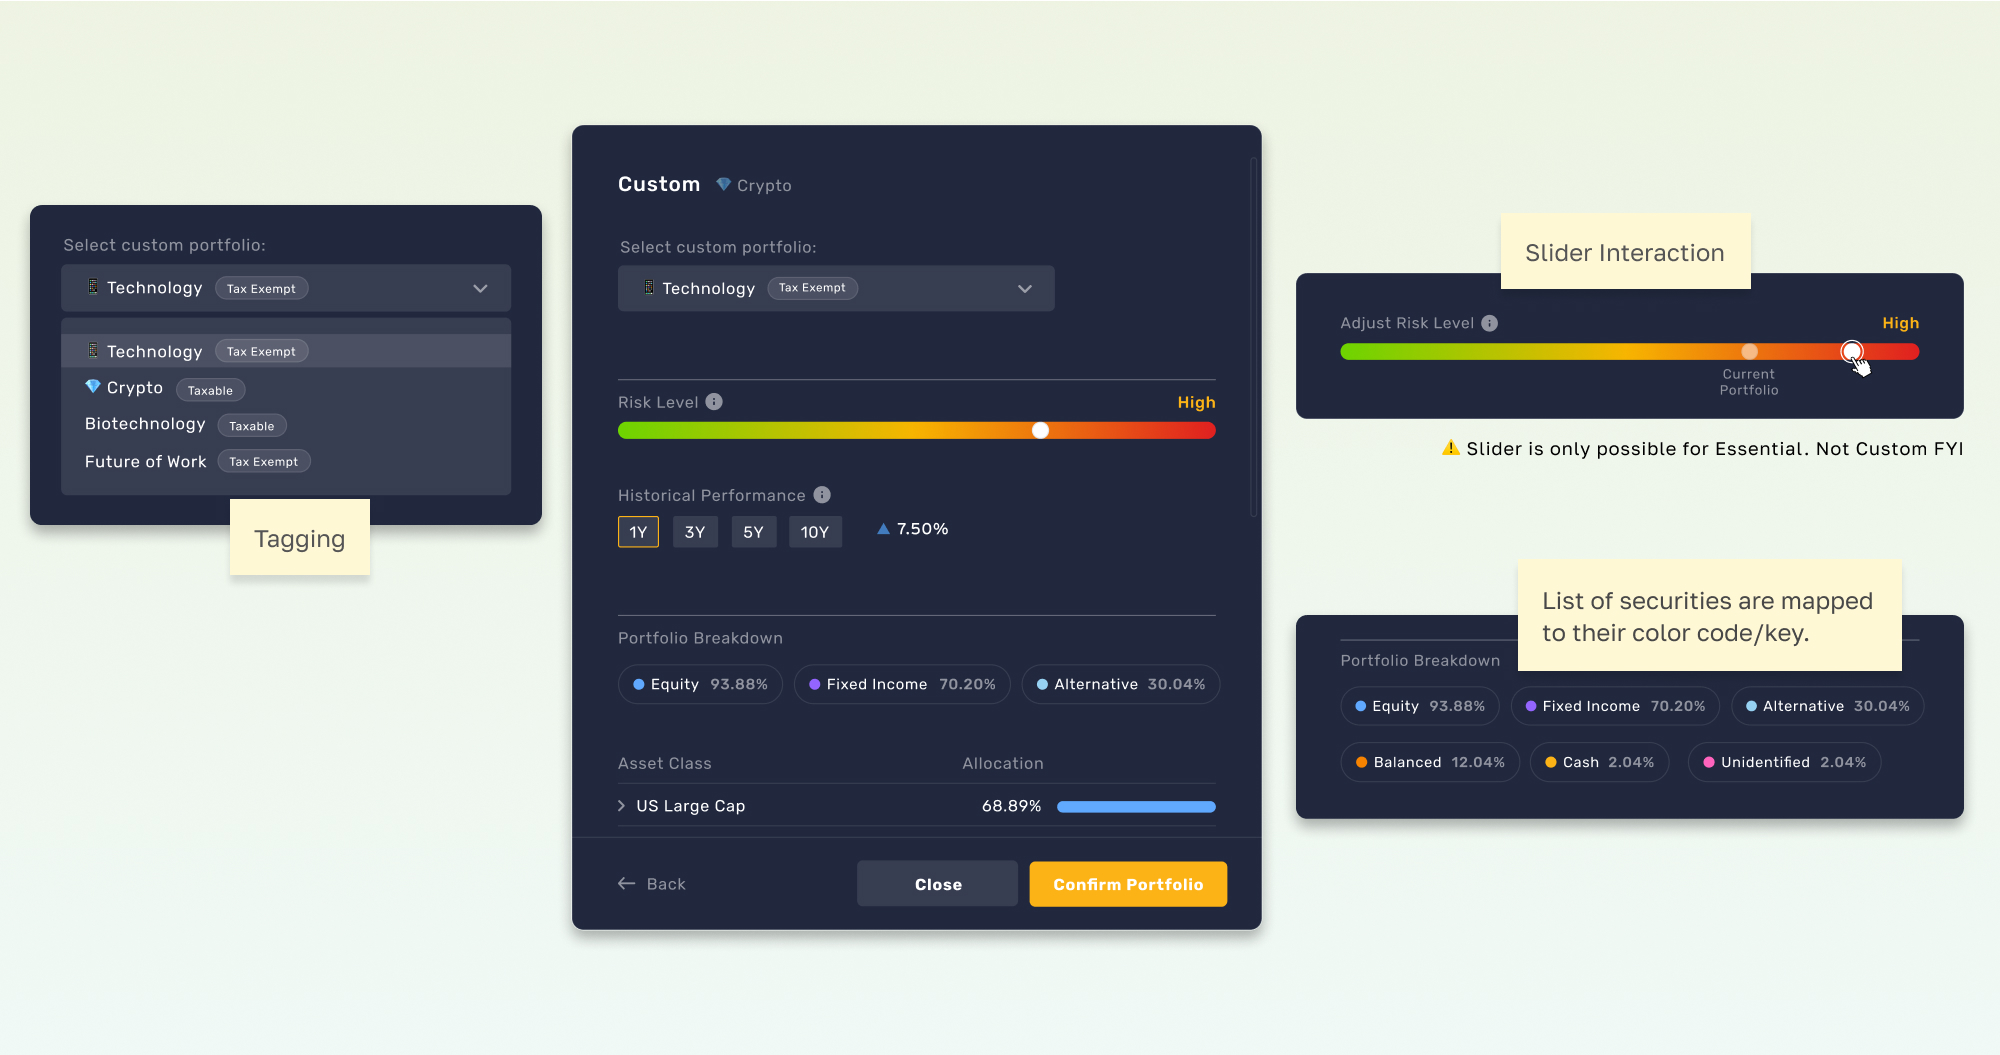 Select custom portfolio:
Technology Tax Exempt
Technology Tax Exempt
Crypto Taxable
Biotechnology Taxable
Future of Work Tax Exempt
Tagging
Custom Crypto
Select custom portfolio:
Technology Tax Exempt
Risk Level High
Historical Performance
1Y 3Y 5Y 10Y 7.50%
Portfolio Breakdown
Equity 93.88% Fixed Income 70.20% Alternative 30.04%
Asset Class Allocation
US Large Cap 68.89%
Back Close Confirm Portfolio
Slider Interaction
Adjust Risk Level High
Current
Portfolio
Slider is only possible for Essential. Not Custom FYI
List of securities are mapped
to their color code/key.
Portfolio Breakdown
Equity 93.88% Fixed Income 70.20% Alternative 30.04%
Balanced 12.04% Cash 2.04% Unidentified 2.04%